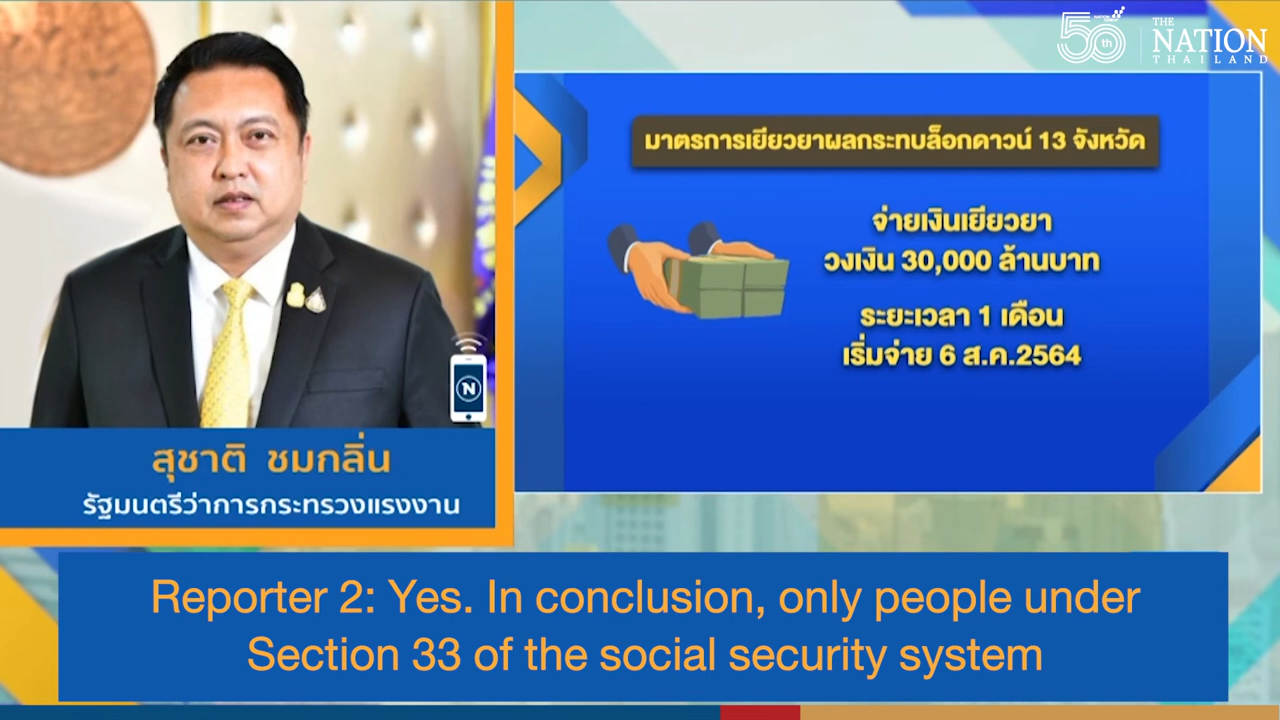 50th
NATION GROUP
THE
NATION
THAILAND
มาตรการเยียวยาผลกระทบล็อกดาวน์ 13 จังหวัด
จ่ายเงินเยียวยา
วงเงิน 30,000 ล้านบาท
ระยะเวลา 1 เดือน
เริ่มจ่าย 6 ส.ค.2564
N
สุชาติ ชมกลิ่น
รัฐมนตรีว่าการกระทรวงแรงงาน
Reporter 2: Yes. In conclusion, only people under
Section 33 of the social security system